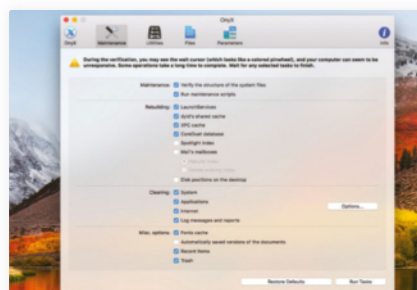 OnyX
OnyX
Maintenance
Utilities
Files
Parameters
Info
During the verification, you may see the wait cursor (which looks like a colored pinwheel), and your computer can seem to be
unresponsive. Some operations take a long time to complete. Wait for any selected tasks to finish.
Maintenance: Verify the structure of the system files
Run maintenance scripts
Rebuilding: LaunchServices
dyld's shared cache
XPC cache
CoreDuet database
Spotlight index
Mail's mailboxes
Disk positions on the desktop
Cleaning: System
Applications
Internet
Options...
Log messages and reports
Misc. options: Fonts cache
Automatically saved versions of the documents
Recent items
Trash
Restore Defaults
Run Tasks